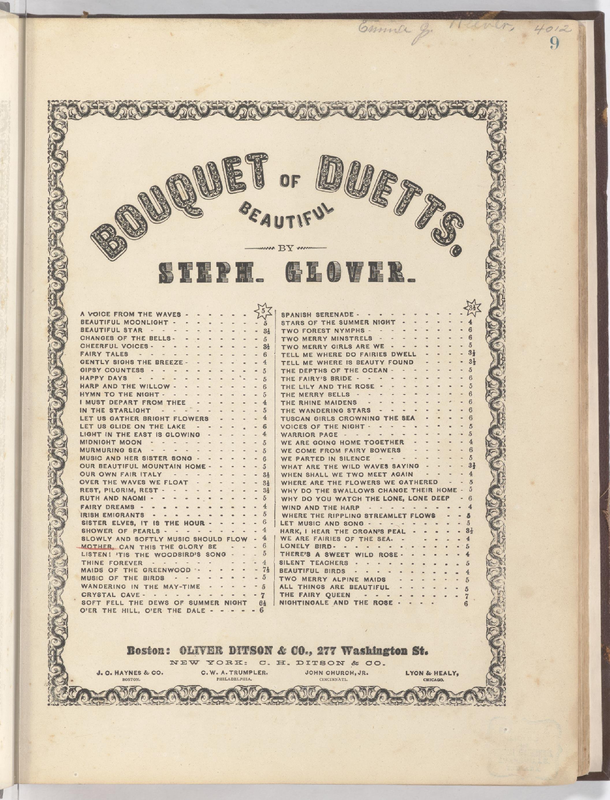 Emma J. Weever. 4012
9
BOUQUET OF DUETTS.
BEAUTIFUL
BY
STEPH. GLOVER.
A VOICE FROM THE WAVES - 5
BEAUTIFUL MOONLIGHT - 5
BEAUTIFUL STAR - 3½
CHANGES OF THE BELLS - 5
CHEERFUL VOICES - 3½
FAIRY TALES - 6
GENTLY SIGHS THE BREEZE - 4
GIPSY COUNTESS - 5
HAPPY DAYS - 5
HARP AND THE WILLOW - 6
HYMN TO THE NIGHT - 5
I MUST DEPART FROM THEE - 4
IN THE STARLIGHT - 5
LET US GATHER BRIGHT FLOWERS 4
LET US GLIDE ON THE LAKE - 6
LIGHT IN THE EAST IS GLOWING - 4
MIDNIGHT MOON - 5
MURMURING SEA - 5
MUSIC AND HER SISTER SONG - 6
OUR BEAUTIFUL MOUNTAIN HOME - 5
OUR OWN FAIR ITALY - 3½
OVER THE WAVES WE FLOAT - 3½
REST, PILGRIM, REST - 3½
RUTH AND NAOMI - 5
FAIRY DREAMS - 4
IRISH EMIGRANTS - 5
SISTER ELVES, IT IS THE HOUR - 6
SHOWER OF PEARLS - 4
SLOWLY AND SOFTLY MUSIC SHOULD FLOW - 4
MOTHER, CAN THIS THE GLORY BE - 6
LISTEN! 'TIS THE WOODBIRD'S SONG - 5
THINE FOREVER - 4
MAIDS OF THE GREENWOOD - 7½
MUSIC OF THE BIRDS - 5
WANDERING IN THE MAY-TIME - 5
CRYSTAL CAVE - 7
SOFT FELL THE DEWS OF SUMMER NIGHT 6½
O'ER THE HILL, O'ER THE DALE - 6
SPANISH SERENADE - 3½
STARS OF THE SUMMER NIGHT - 4
TWO FOREST NYMPHS - 6
TWO MERRY MINSTRELS - 6
TWO MERRY GIRLS ARE WE - 5
TELL ME WHERE DO FAIRIES DWELL 3½
TELL ME WHERE IS BEAUTY FOUND 3½
THE DEPTHS OF THE OCEAN - 5
THE FAIRY'S BRIDE - 6
THE LILY AND THE ROSE - 5
THE MERRY BELLS - 6
THE RHINE MAIDENS - 6
THE WANDERING STARS - 6
TUSCAN GIRLS CROWNING THE SEA 6
VOICES OF THE NIGHT - 5
WARRIOR PAGE - 5
WE ARE GOING HOME TOGETHER - 4
WE COME FROM FAIRY BOWERS - 6
WE PARTED IN SILENCE - 5
WHAT ARE THE WILD WAVES SAYING - 3½
WHEN SHALL WE TWO MEET AGAIN - 4
WHERE ARE THE FLOWERS WE GATHERED - 5
WHY DO THE SWALLOWS CHANGE THEIR HOME - 5
WHY DO YOU WATCH THE LONE, LONE DEEP - 6
WIND AND THE HARP - 4
WHERE THE RIPPLING STREAMLET FLOWS - 5
LET MUSIC AND SONG - 5
HARK, I HEAR THE ORGAN'S PEAL - 3½
WE ARE FAIRIES OF THE SEA - 4
LONELY BIRD - 5
THERE'S A SWEET WILD ROSE - 4
SILENT TEACHERS - 5
BEAUTIFUL BIRDS - 4
TWO MERRY ALPINE MAIDS - 5
ALL THINGS ARE BEAUTIFUL - 5
THE FAIRY QUEEN - 7
NIGHTINGALE AND THE ROSE - 6
Boston: OLIVER DITSON & CO., 277 Washington St.
NEW YORK: C. H. DITSON & CO.
J. C. HAYNES & CO. C. W. A. TRUMPLER. JOHN CHURCH, JR. LYON & HEALY,
BOSTON. PHILADELPHIA. CINCINNATI. CHICAGO.